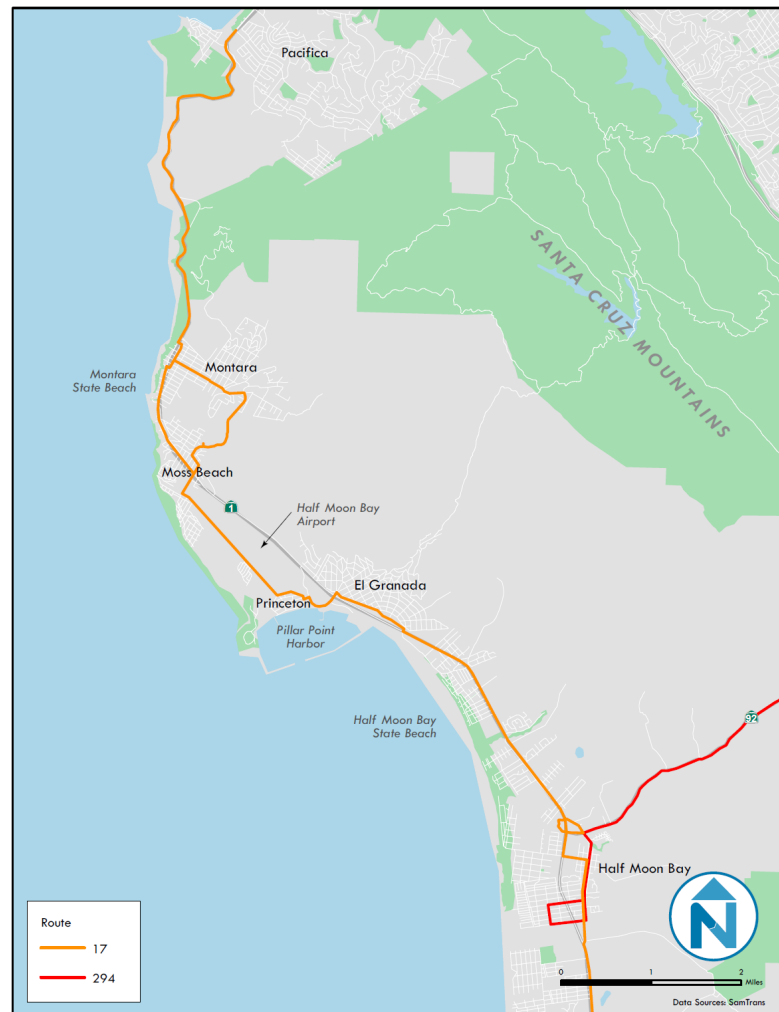 Pacifica
SANTA CRUZ MOUNTAINS
Montara
State Beach
Montara
Moss Beach
1
Half Moon Bay
Airport
El Granada
Princeton
Pillar Point
Harbor
Half Moon Bay
State Beach
92
Half Moon Bay
N
Route
17
294
0 1 2
Miles
Data Sources: SamTrans